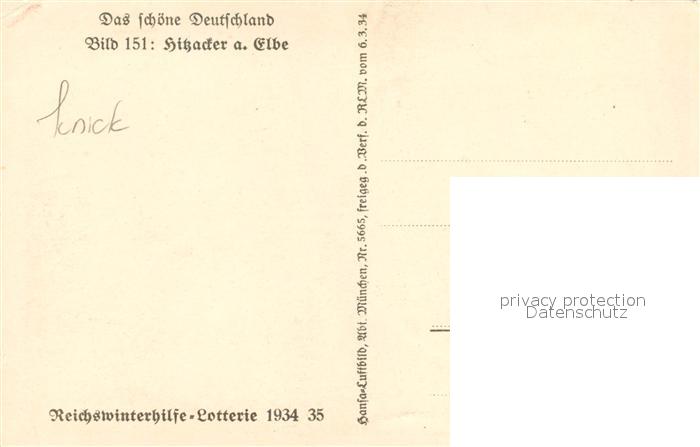 Das schöne Deutschland
Bild 151: Hitzacker a. Elbe
knick
Reichswinterhilfe-Lotterie 1934 35
Hansa-Luftbild, Abt. München, Nr. 5665, freigeg. d. Verf. d. RLM. vom 6.3.34
privacy protection
Datenschutz